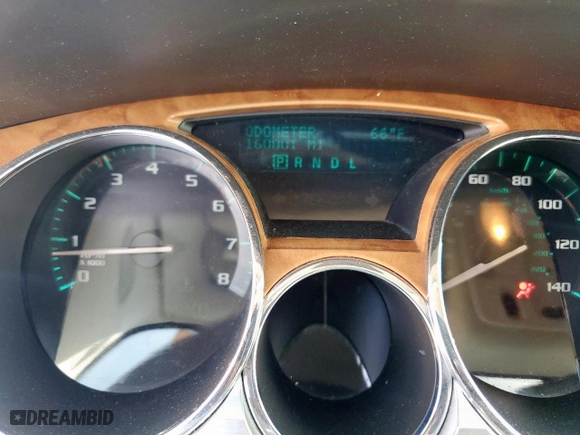 ODOMETER 66°F
160001 MI
P R N D L
0 1 2 3 4 5 6 7 8
60 80 100 120 140
DREAMBID